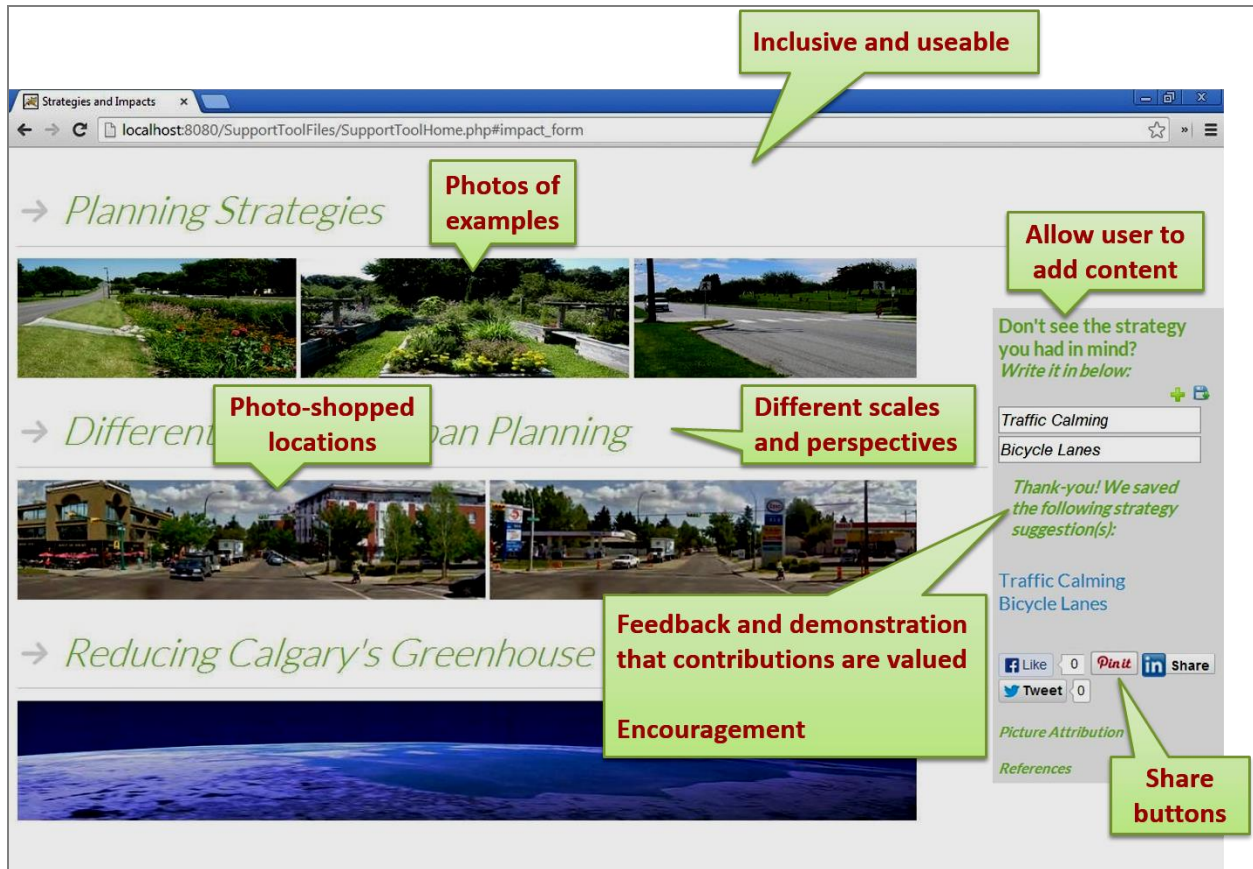 Inclusive and useable
Strategies and Impacts
localhost:8080/SupportToolFiles/SupportToolHome.php#impact_form
Planning Strategies
Photos of
examples
Allow user to
add content
Don't see the strategy
you had in mind?
Write it in below:
Different
ban Planning
Photo-shopped
locations
Different scales
and perspectives
Traffic Calming
Bicycle Lanes
Thank-you! We saved
the following strategy
suggestion(s):
Traffic Calming
Bicycle Lanes
Feedback and demonstration
that contributions are valued
Encouragement
Reducing Calgary's Greenhouse
Like 0 Pin it in Share
Tweet 0
Picture Attribution
References
Share
buttons